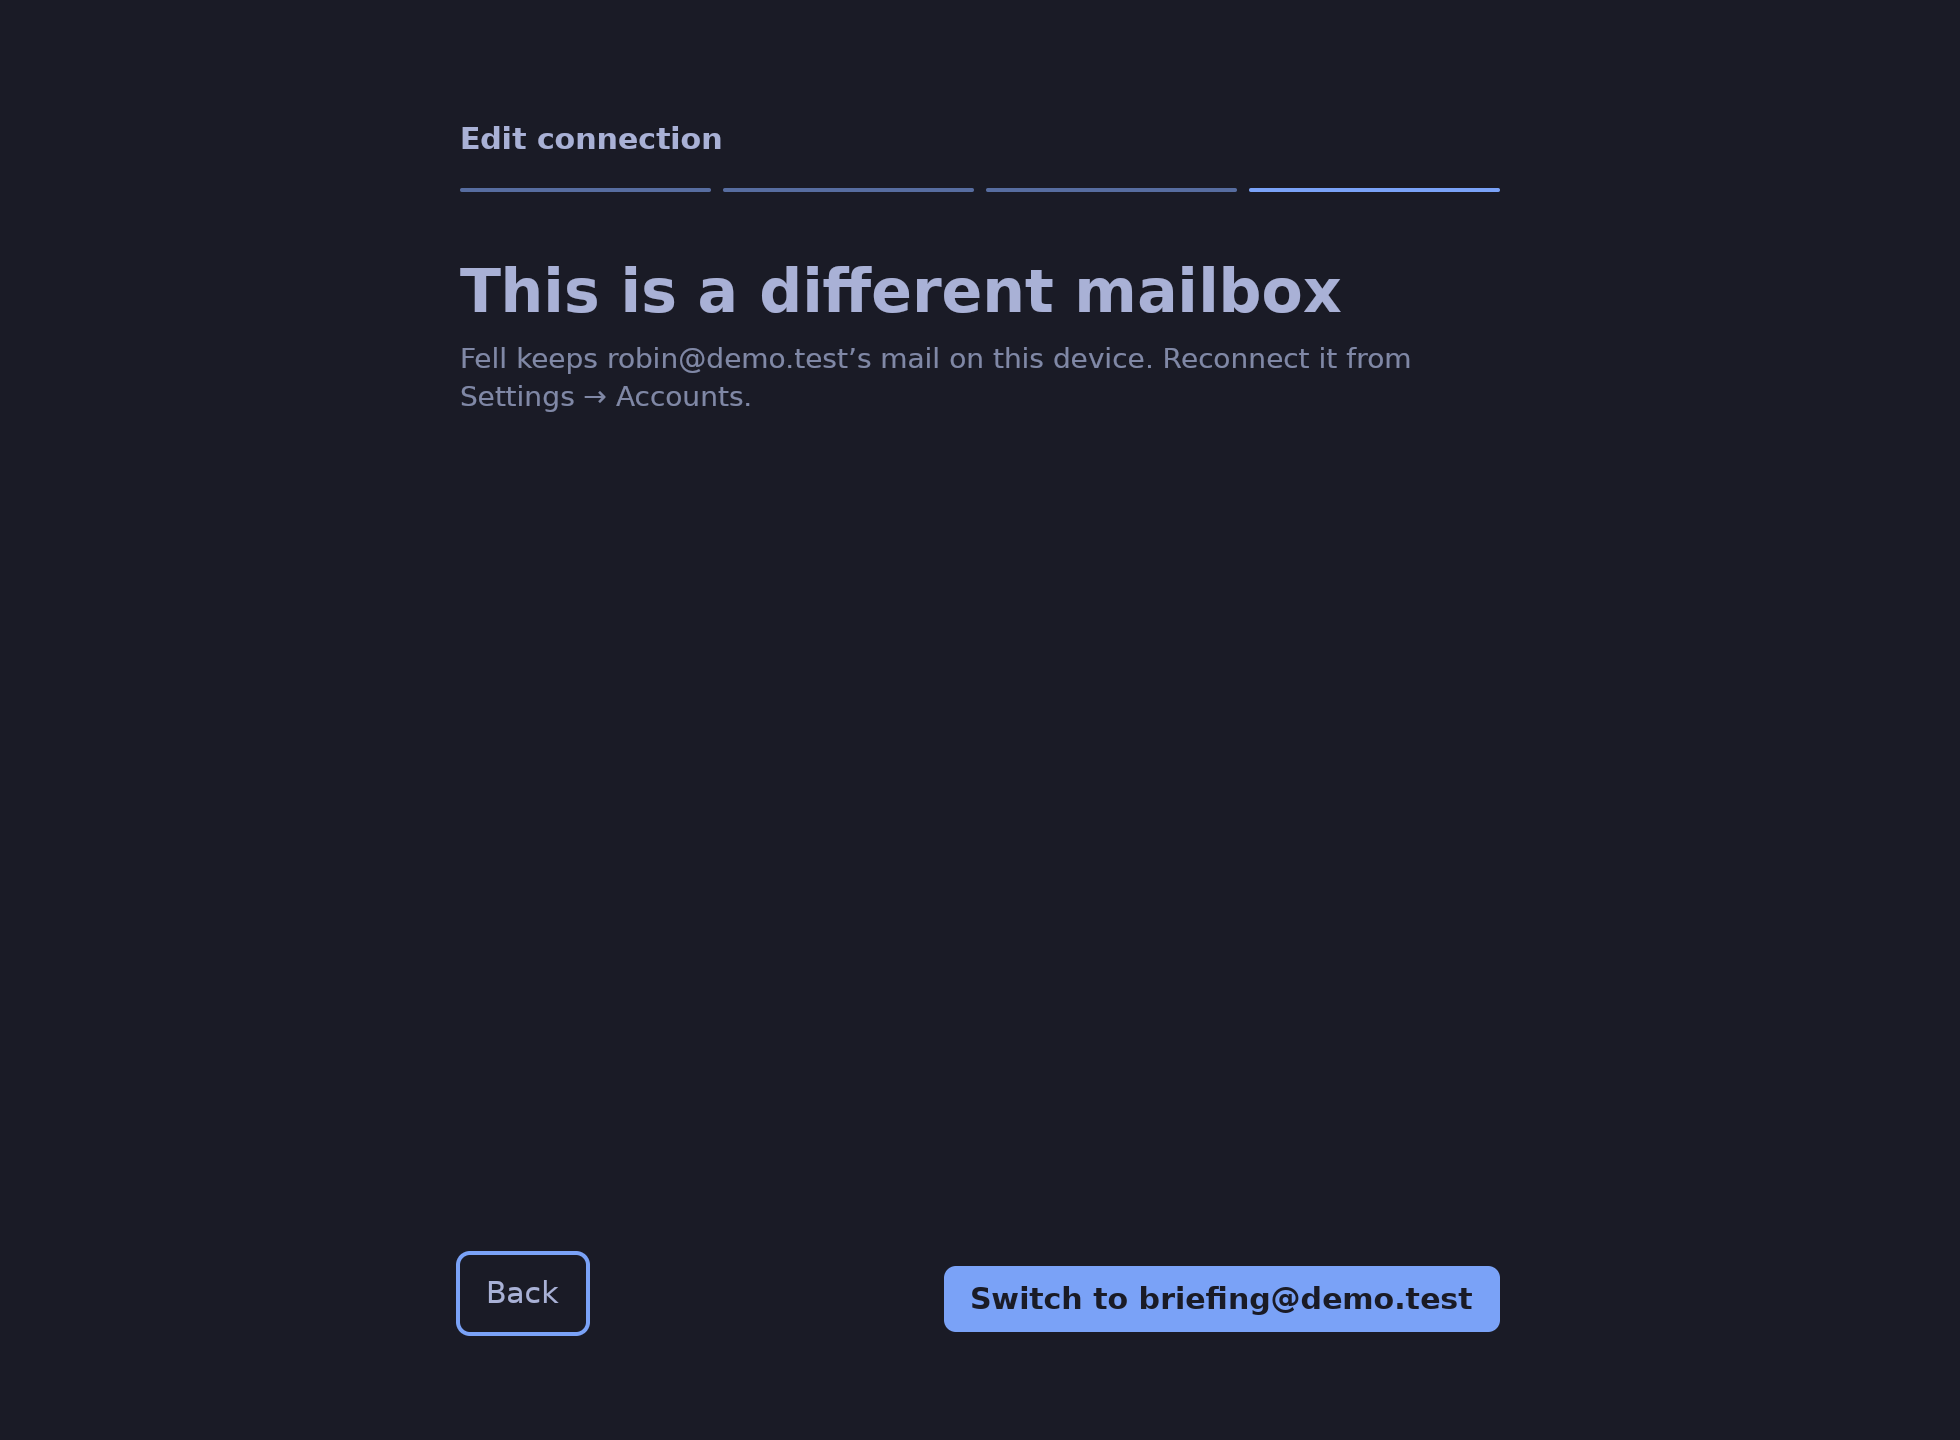 Edit connection
This is a different mailbox
Fell keeps robin@demo.test’s mail on this device. Reconnect it from
Settings → Accounts.
Back
Switch to briefing@demo.test